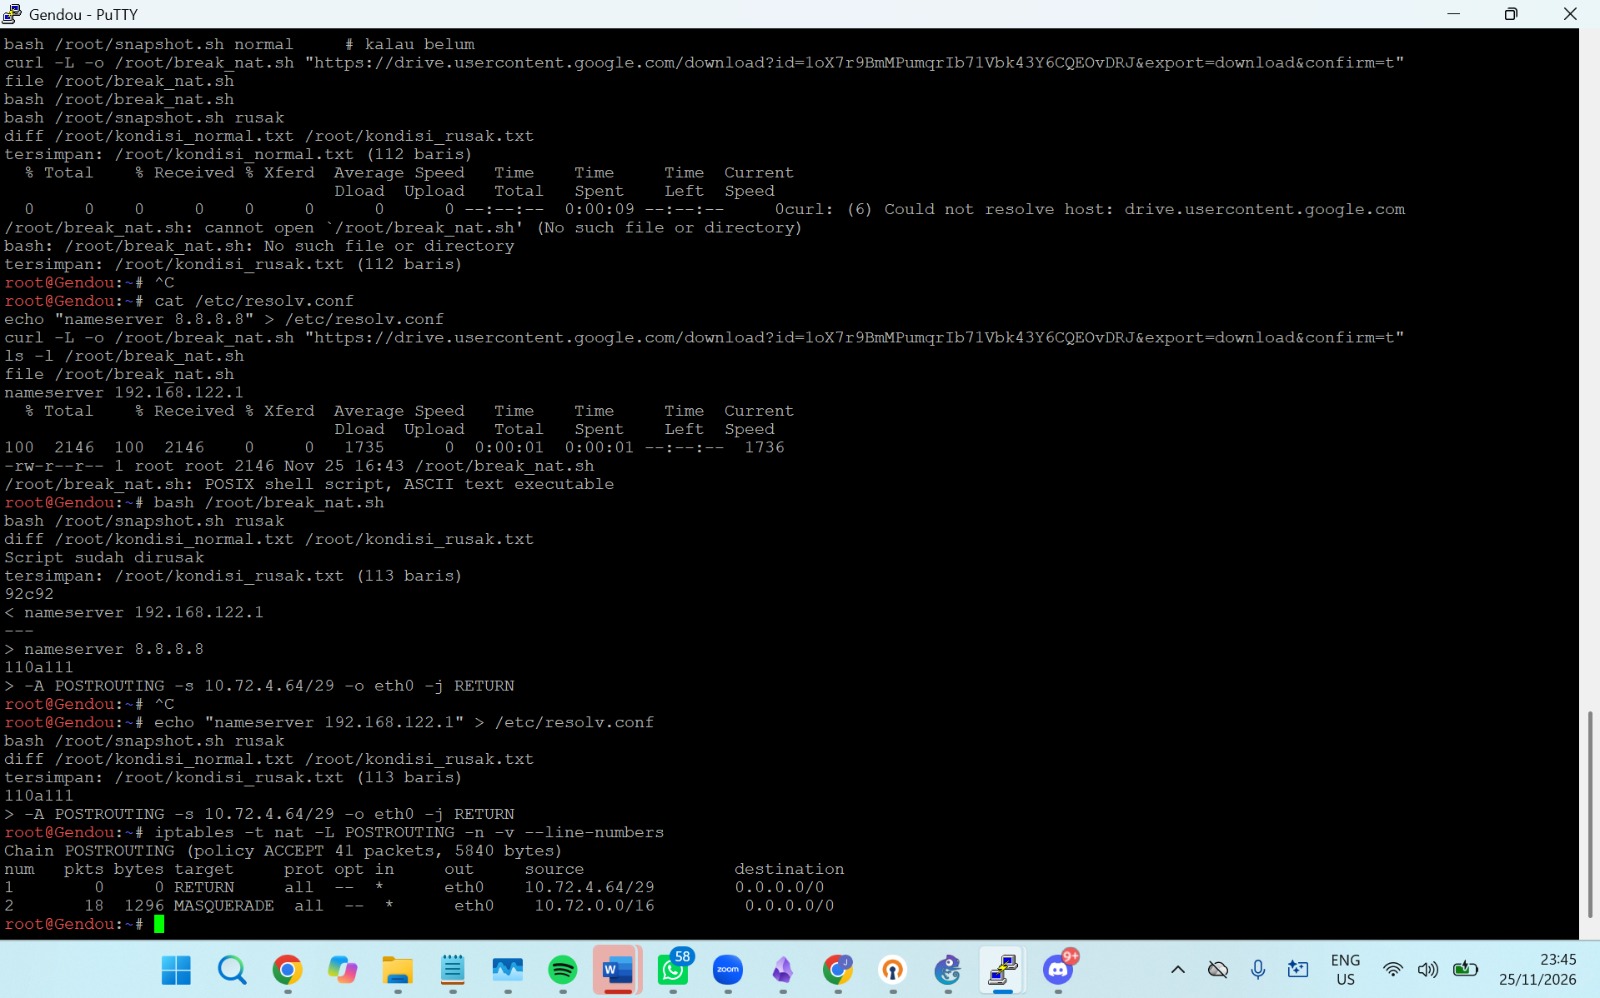 Gendou - PuTTY
bash /root/snapshot.sh normal     # kalau belum
curl -L -o /root/break_nat.sh "https://drive.usercontent.google.com/download?id=1oX7r9BmMPumqrIb71Vbk43Y6CQEOvDRJ&export=download&confirm=t"
file /root/break_nat.sh
bash /root/break_nat.sh
bash /root/snapshot.sh rusak
diff /root/kondisi_normal.txt /root/kondisi_rusak.txt
tersimpan: /root/kondisi_normal.txt (112 baris)
  % Total    % Received % Xferd  Average Speed   Time    Time     Time  Current
                                 Dload  Upload   Total   Spent    Left  Speed
  0     0    0     0    0     0      0      0 --:--:--  0:00:09 --:--:--     0curl: (6) Could not resolve host: drive.usercontent.google.com
/root/break_nat.sh: cannot open `/root/break_nat.sh' (No such file or directory)
bash: /root/break_nat.sh: No such file or directory
tersimpan: /root/kondisi_rusak.txt (112 baris)
root@Gendou:~# ^C
root@Gendou:~# cat /etc/resolv.conf
echo "nameserver 8.8.8.8" > /etc/resolv.conf
curl -L -o /root/break_nat.sh "https://drive.usercontent.google.com/download?id=1oX7r9BmMPumqrIb71Vbk43Y6CQEOvDRJ&export=download&confirm=t"
ls -l /root/break_nat.sh
file /root/break_nat.sh
nameserver 192.168.122.1
  % Total    % Received % Xferd  Average Speed   Time    Time     Time  Current
                                 Dload  Upload   Total   Spent    Left  Speed
100  2146  100  2146    0     0   1735      0  0:00:01  0:00:01 --:--:--  1736
-rw-r--r-- 1 root root 2146 Nov 25 16:43 /root/break_nat.sh
/root/break_nat.sh: POSIX shell script, ASCII text executable
root@Gendou:~# bash /root/break_nat.sh
bash /root/snapshot.sh rusak
diff /root/kondisi_normal.txt /root/kondisi_rusak.txt
Script sudah dirusak
tersimpan: /root/kondisi_rusak.txt (113 baris)
92c92
< nameserver 192.168.122.1
---
> nameserver 8.8.8.8
110a111
> -A POSTROUTING -s 10.72.4.64/29 -o eth0 -j RETURN
root@Gendou:~# ^C
root@Gendou:~# echo "nameserver 192.168.122.1" > /etc/resolv.conf
bash /root/snapshot.sh rusak
diff /root/kondisi_normal.txt /root/kondisi_rusak.txt
tersimpan: /root/kondisi_rusak.txt (113 baris)
110a111
> -A POSTROUTING -s 10.72.4.64/29 -o eth0 -j RETURN
root@Gendou:~# iptables -t nat -L POSTROUTING -n -v --line-numbers
Chain POSTROUTING (policy ACCEPT 41 packets, 5840 bytes)
num   pkts bytes target     prot opt in     out     source               destination
1        0     0 RETURN     all  --  *      eth0    10.72.4.64/29        0.0.0.0/0
2       18  1296 MASQUERADE  all  --  *      eth0    10.72.0.0/16         0.0.0.0/0
root@Gendou:~#
58
zoom
9+
ENG
US
23:45
25/11/2026